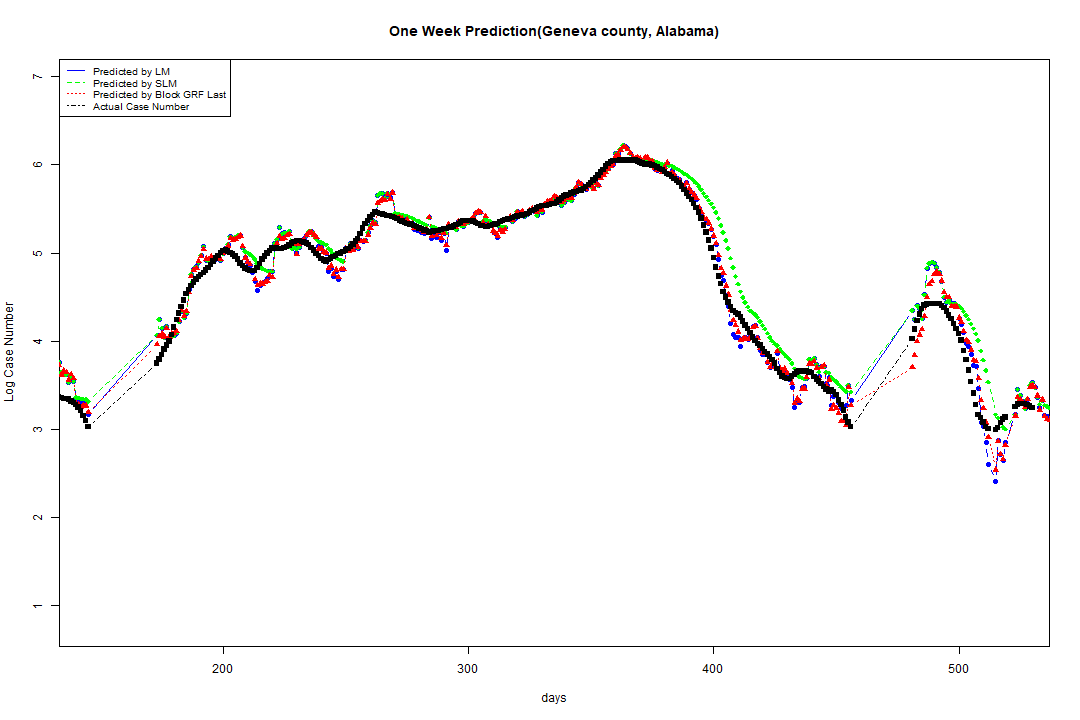 One Week Prediction(Geneva county, Alabama)
Predicted by LM
Predicted by SLM
Predicted by Block GRF Last
Actual Case Number
7
6
5
4
3
2
1
Log Case Number
200 300 400 500
days